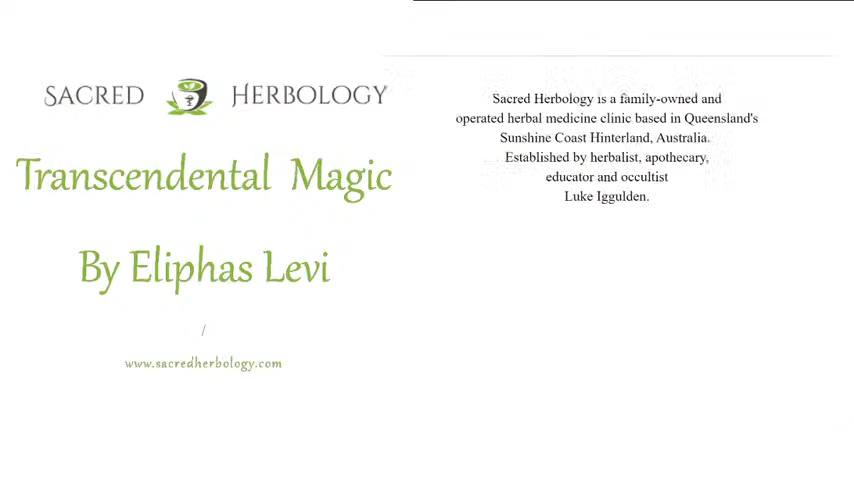 Sacred Herbology
Transcendental Magic
By Eliphas Levi
/
www.sacredherbology.com
Sacred Herbology is a family-owned and
operated herbal medicine clinic based in Queensland's
Sunshine Coast Hinterland, Australia.
Established by herbalist, apothecary,
educator and occultist
Luke Iggulden.